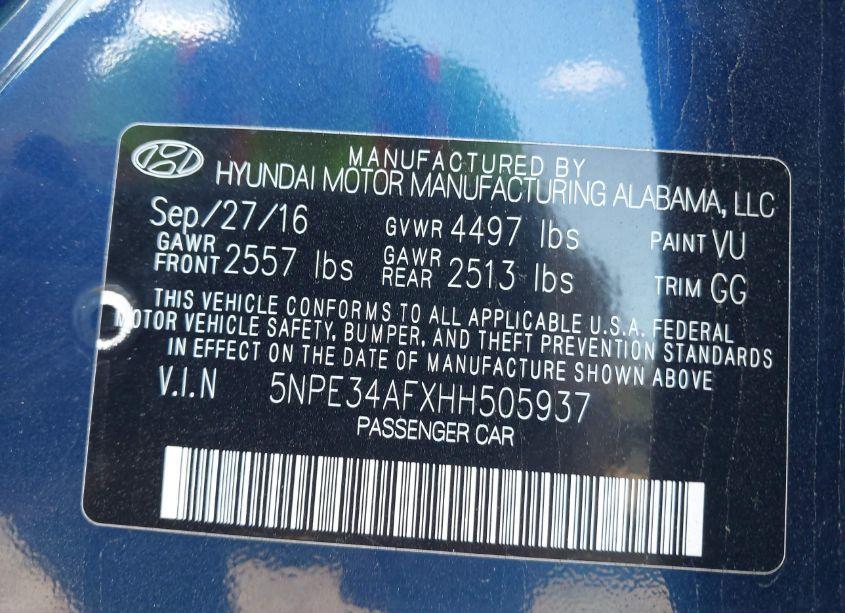 MANUFACTURED BY
HYUNDAI MOTOR MANUFACTURING ALABAMA, LLC
Sep/27/16 GVWR 4497 lbs PAINT VU
GAWR FRONT 2557 lbs GAWR REAR 2513 lbs TRIM GG
THIS VEHICLE CONFORMS TO ALL APPLICABLE U.S.A. FEDERAL
MOTOR VEHICLE SAFETY, BUMPER, AND THEFT PREVENTION STANDARDS
IN EFFECT ON THE DATE OF MANUFACTURE SHOWN ABOVE
V.I.N 5NPE34AFXHH505937
PASSENGER CAR